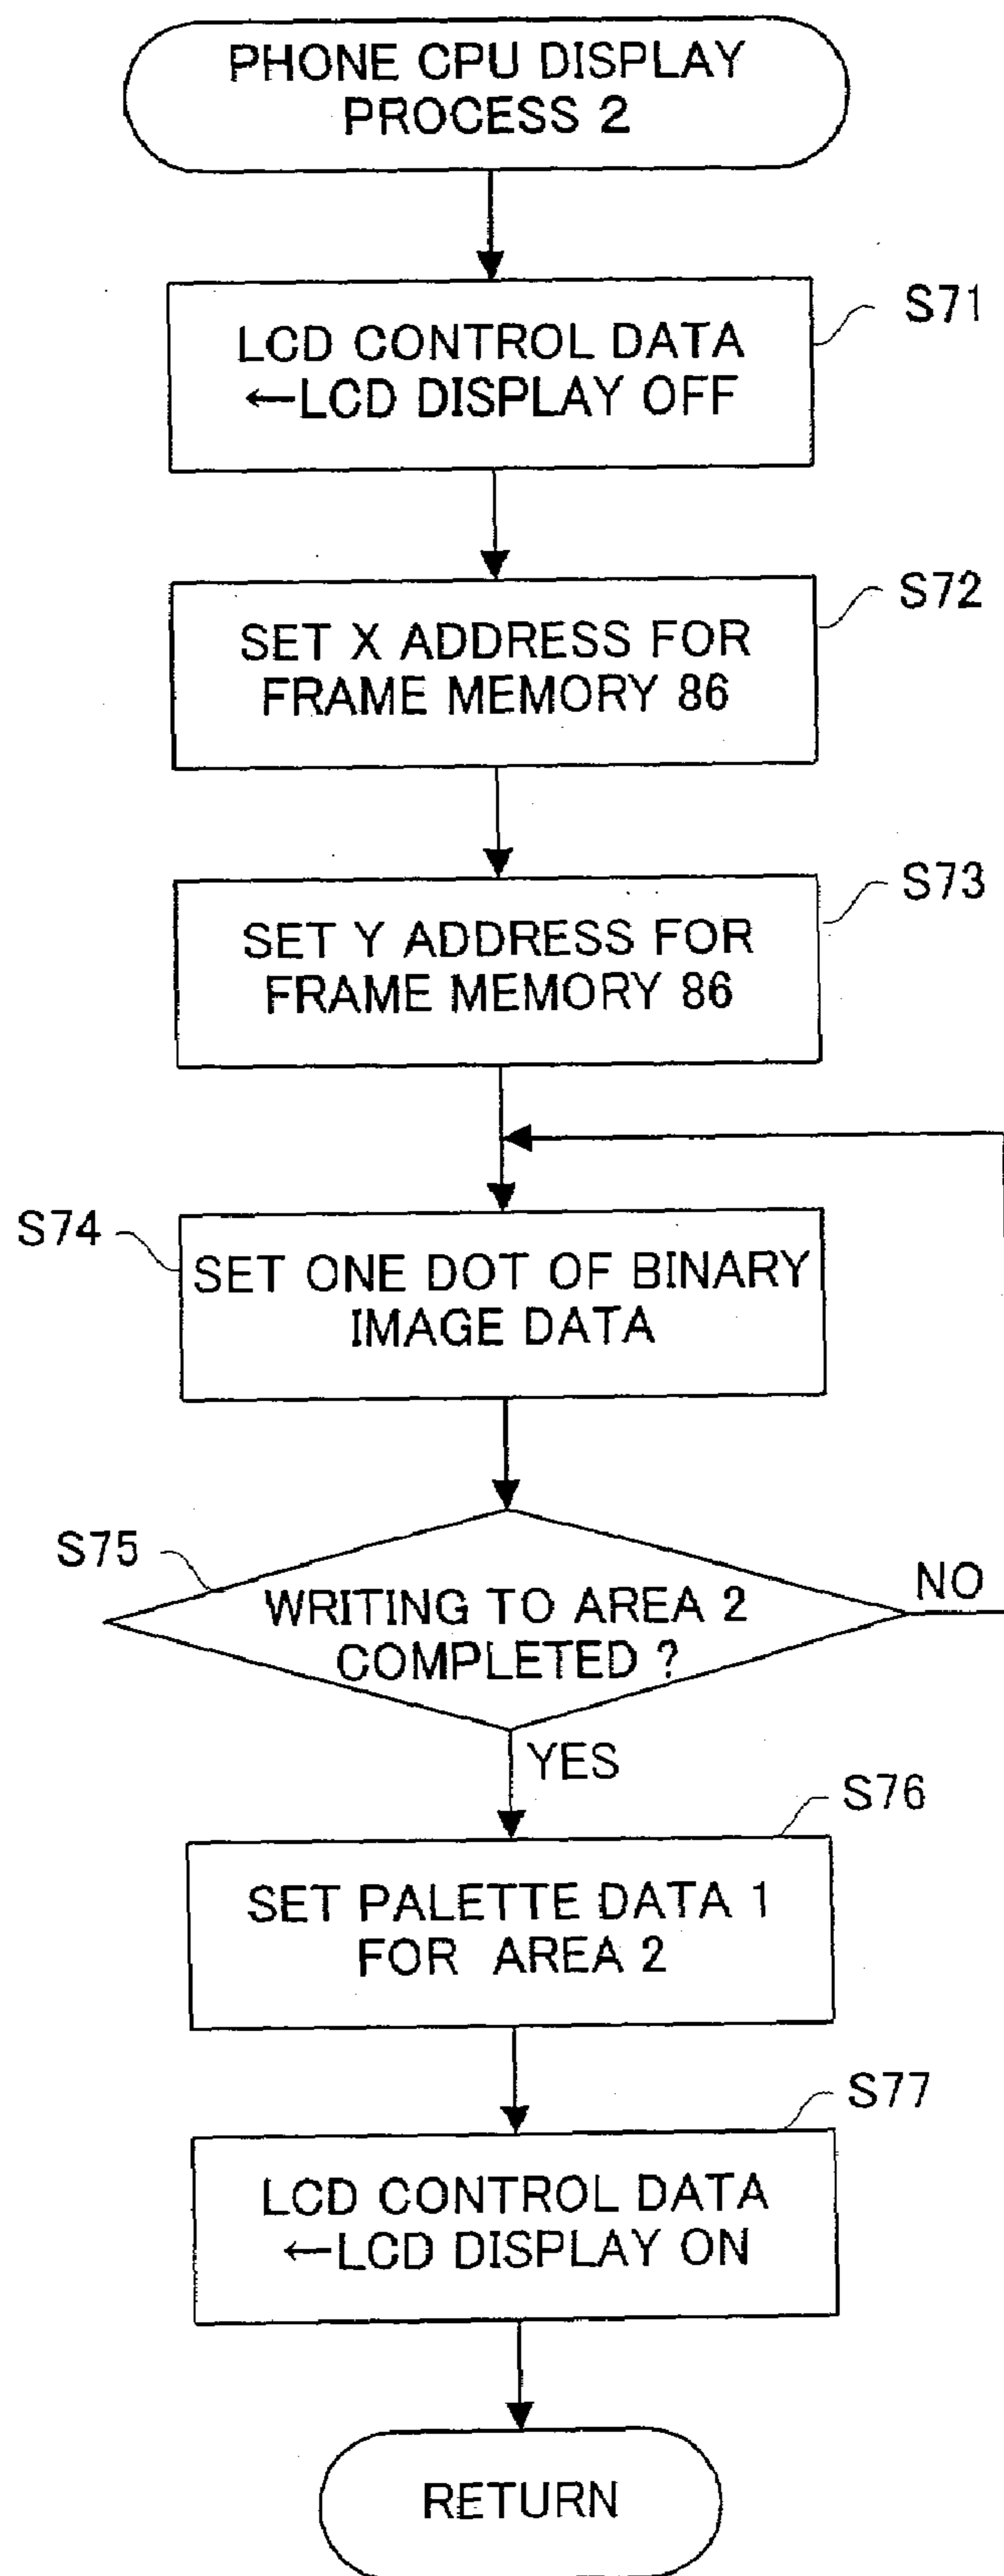 PHONE CPU DISPLAY
PROCESS 2
S71
LCD CONTROL DATA
←LCD DISPLAY OFF
S72
SET X ADDRESS FOR
FRAME MEMORY 86
S73
SET Y ADDRESS FOR
FRAME MEMORY 86
S74
SET ONE DOT OF BINARY
IMAGE DATA
S75
WRITING TO AREA 2
COMPLETED ?
NO
YES
S76
SET PALETTE DATA 1
FOR AREA 2
S77
LCD CONTROL DATA
←LCD DISPLAY ON
RETURN